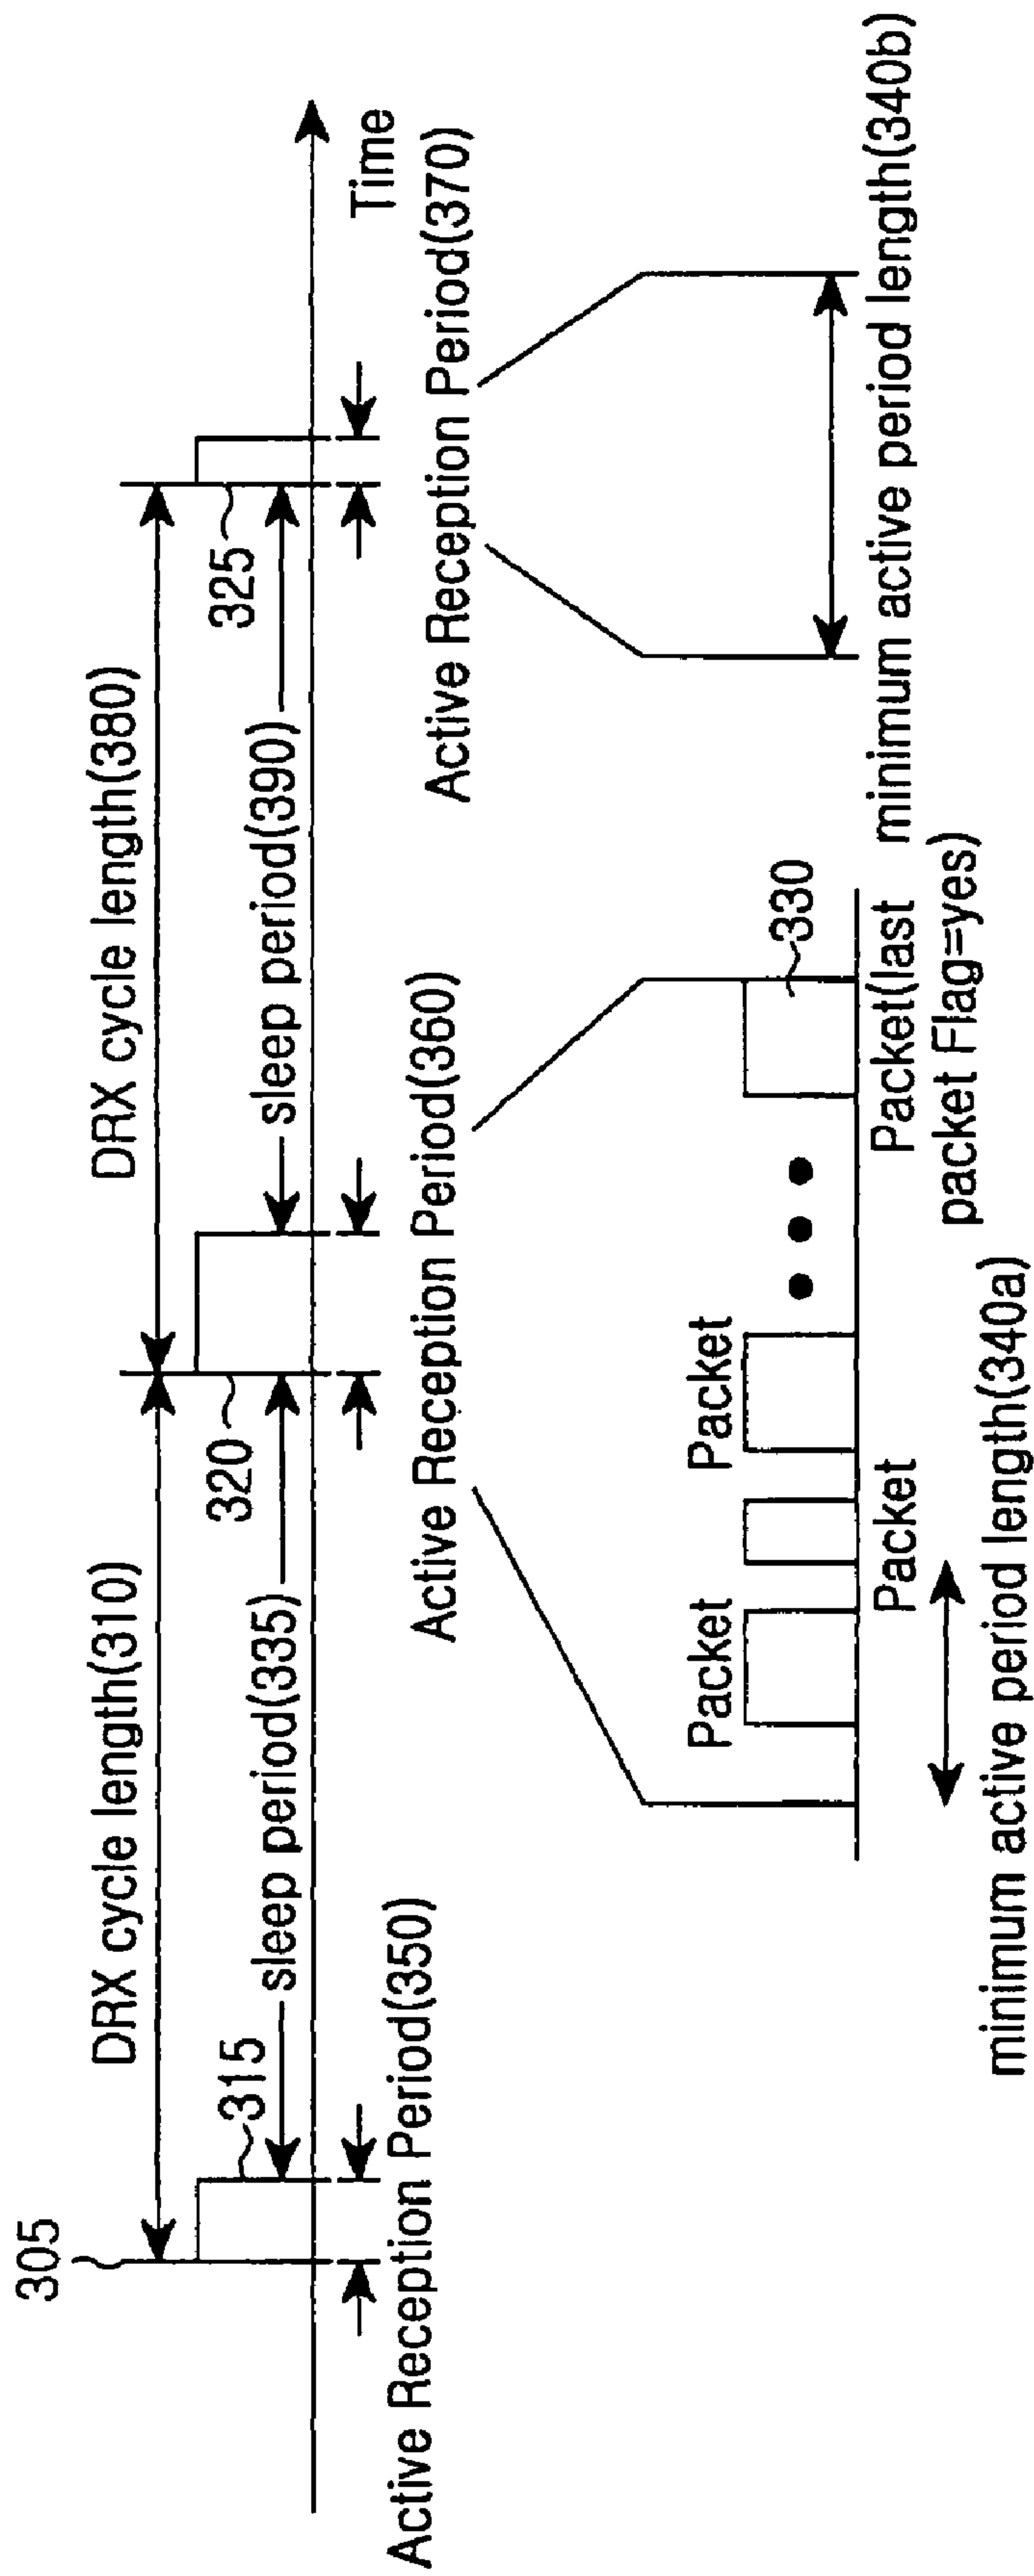 305
DRX cycle length(310)
DRX cycle length(380)
315
sleep period(335)
320
sleep period(390)
325
Time
Active Reception Period(350)
Active Reception Period(360)
Active Reception Period(370)
Packet
Packet
Packet
330
Packet(last
packet Flag=yes)
minimum active period length(340a)
minimum active period length(340b)